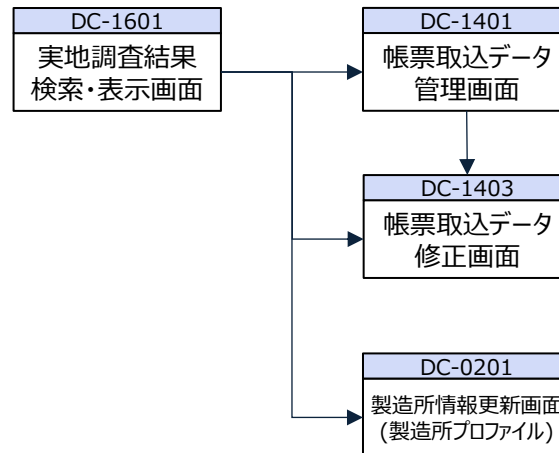 DC-1601
実地調査結果
検索・表示画面
DC-1401
帳票取込データ
管理画面
DC-1403
帳票取込データ
修正画面
DC-0201
製造所情報更新画面
(製造所プロファイル)